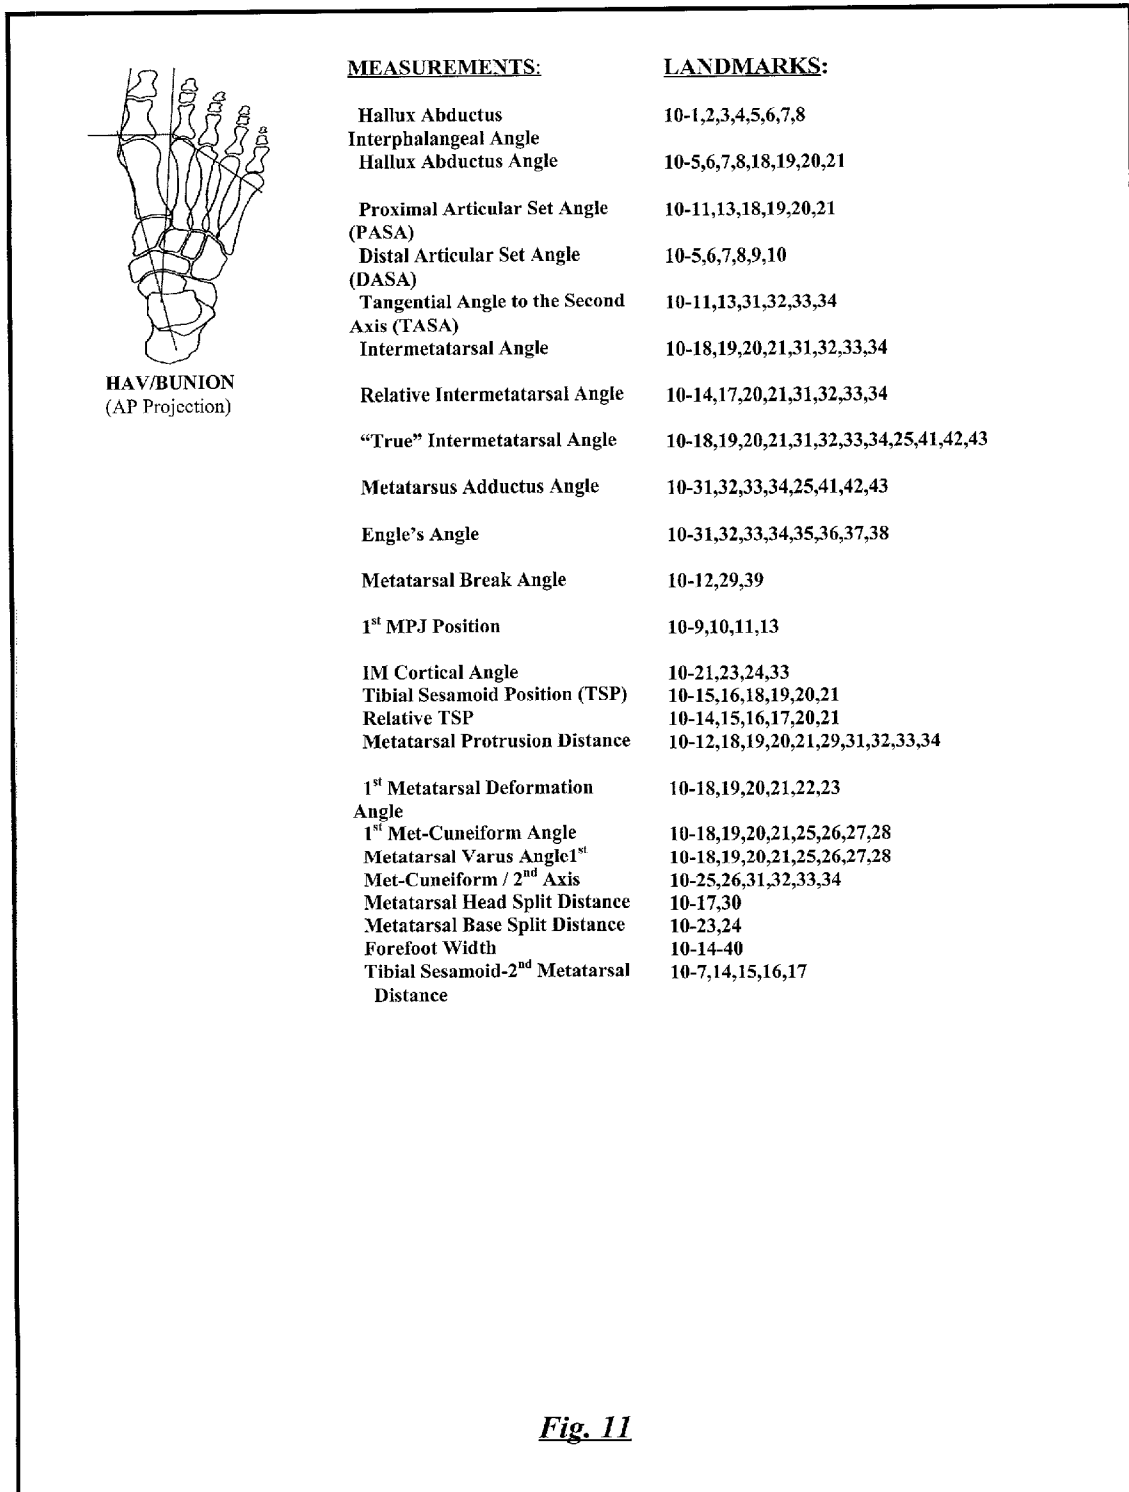 MEASUREMENTS: LANDMARKS:
Hallux Abductus 10-1,2,3,4,5,6,7,8
Interphalangeal Angle
Hallux Abductus Angle 10-5,6,7,8,18,19,20,21
Proximal Articular Set Angle 10-11,13,18,19,20,21
(PASA)
Distal Articular Set Angle 10-5,6,7,8,9,10
(DASA)
Tangential Angle to the Second 10-11,13,31,32,33,34
Axis (TASA)
Intermetatarsal Angle 10-18,19,20,21,31,32,33,34
HAV/BUNION
(AP Projection)
Relative Intermetatarsal Angle 10-14,17,20,21,31,32,33,34
“True” Intermetatarsal Angle 10-18,19,20,21,31,32,33,34,25,41,42,43
Metatarsus Adductus Angle 10-31,32,33,34,25,41,42,43
Engle’s Angle 10-31,32,33,34,35,36,37,38
Metatarsal Break Angle 10-12,29,39
1st MPJ Position 10-9,10,11,13
IM Cortical Angle 10-21,23,24,33
Tibial Sesamoid Position (TSP) 10-15,16,18,19,20,21
Relative TSP 10-14,15,16,17,20,21
Metatarsal Protrusion Distance 10-12,18,19,20,21,29,31,32,33,34
1st Metatarsal Deformation 10-18,19,20,21,22,23
Angle
1st Met-Cuneiform Angle 10-18,19,20,21,25,26,27,28
Metatarsal Varus Angle1st 10-18,19,20,21,25,26,27,28
Met-Cuneiform / 2nd Axis 10-25,26,31,32,33,34
Metatarsal Head Split Distance 10-17,30
Metatarsal Base Split Distance 10-23,24
Forefoot Width 10-14-40
Tibial Sesamoid-2nd Metatarsal 10-7,14,15,16,17
Distance
Fig. 11